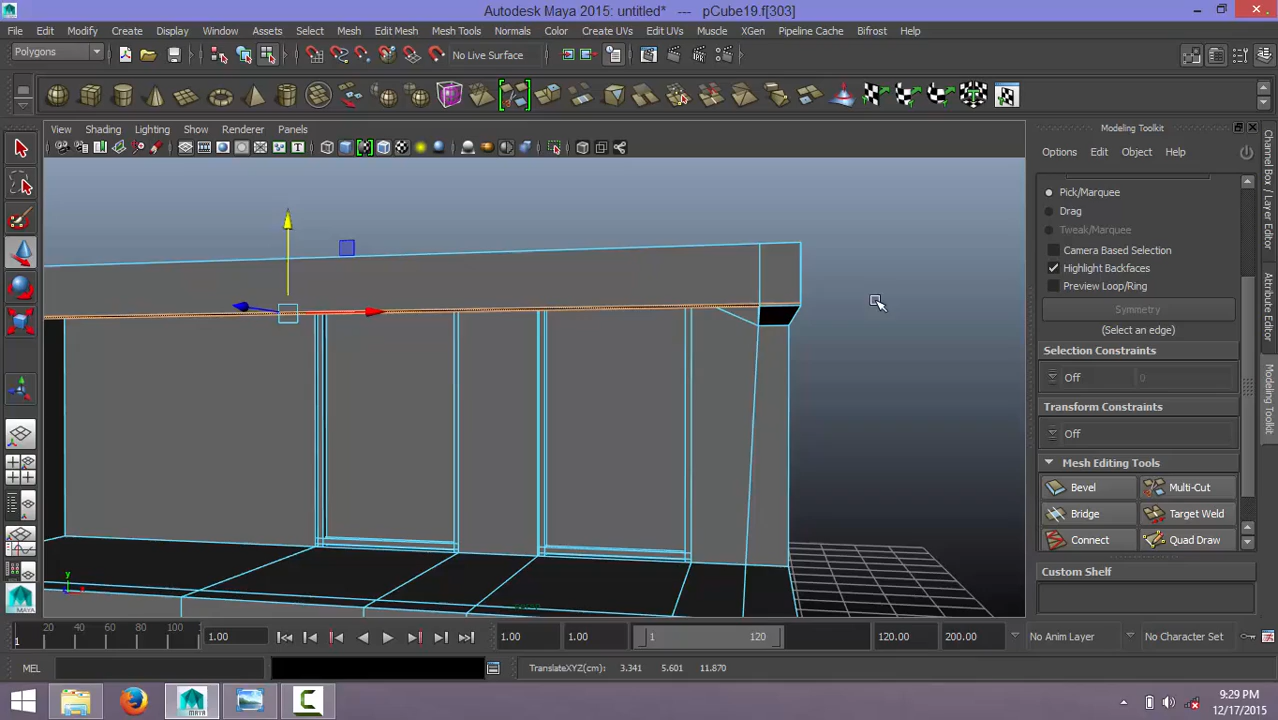 Autodesk Maya 2015: untitled*   ---   pCube19.f[303]
File Edit Modify Create Display Window Assets Select Mesh Edit Mesh Mesh Tools Normals Color Create UVs Edit UVs Muscle XGen Pipeline Cache Bifrost Help
Polygons
No Live Surface
View Shading Lighting Show Renderer Panels
Modeling Toolkit
Options Edit Object Help
Pick/Marquee
Drag
Tweak/Marquee
Camera Based Selection
Highlight Backfaces
Preview Loop/Ring
Symmetry
(Select an edge)
Selection Constraints
Off 0
Transform Constraints
Off
Mesh Editing Tools
Bevel Multi-Cut
Bridge Target Weld
Connect Quad Draw
Custom Shelf
Channel Box / Layer Editor
Attribute Editor
Modeling Toolkit
y
1 20 40 60 80 100 1.00 1.00 1.00 1 120 120.00 200.00 No Anim Layer No Character Set
MEL TranslateXYZ(cm): 3.341 5.601 11.870
9:29 PM
12/17/2015